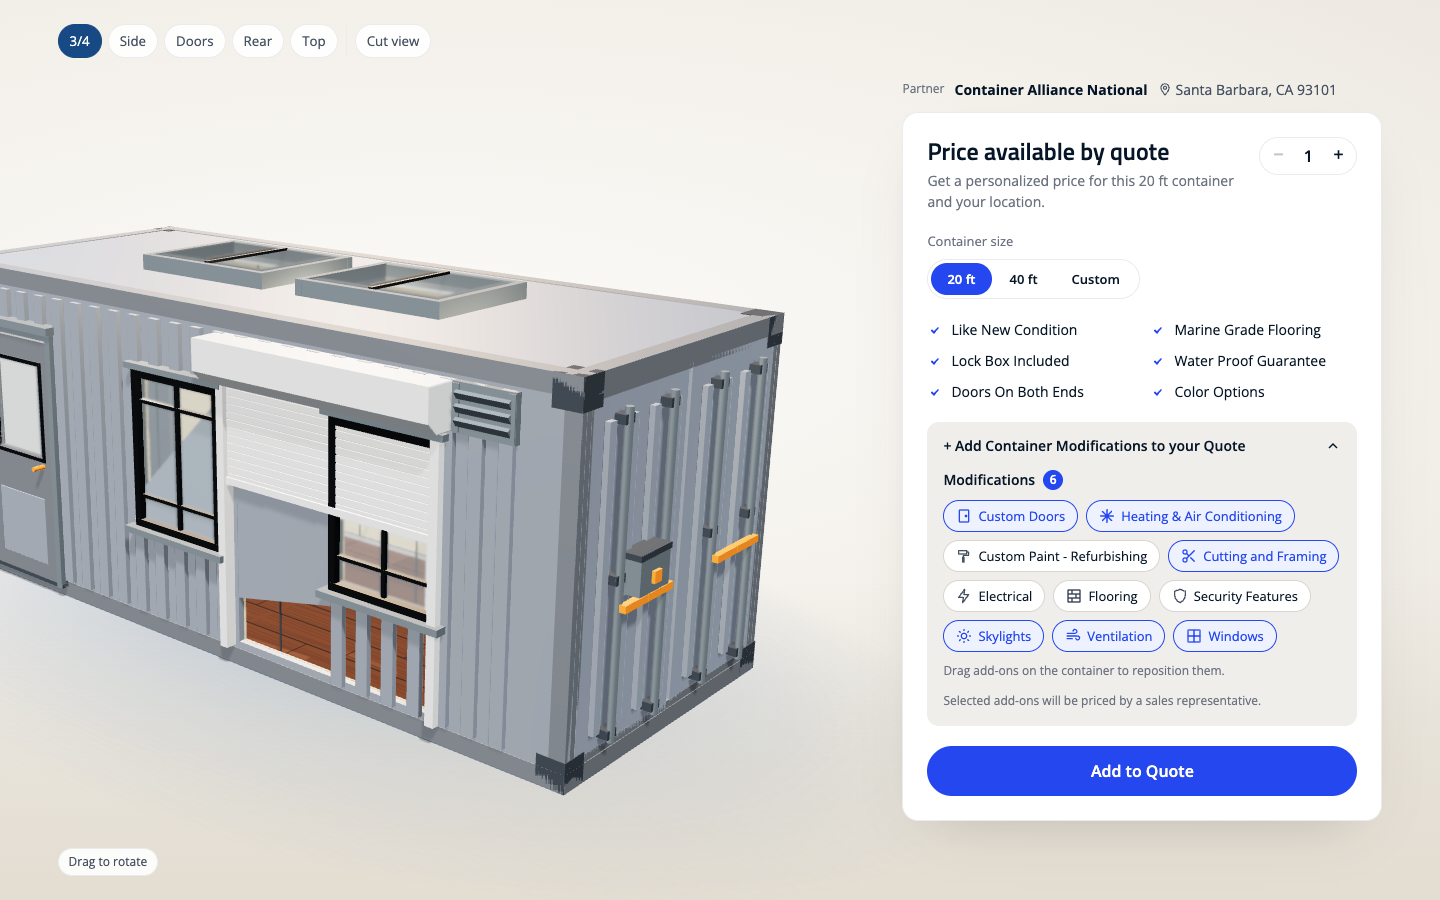 3/4 Side Doors Rear Top Cut view
Partner Container Alliance National Santa Barbara, CA 93101
Price available by quote
− 1 +
Get a personalized price for this 20 ft container
and your location.
Container size
20 ft 40 ft Custom
Like New Condition Marine Grade Flooring
Lock Box Included Water Proof Guarantee
Doors On Both Ends Color Options
+ Add Container Modifications to your Quote
Modifications 6
Custom Doors Heating & Air Conditioning
Custom Paint - Refurbishing Cutting and Framing
Electrical Flooring Security Features
Skylights Ventilation Windows
Drag add-ons on the container to reposition them.
Selected add-ons will be priced by a sales representative.
Add to Quote
Drag to rotate